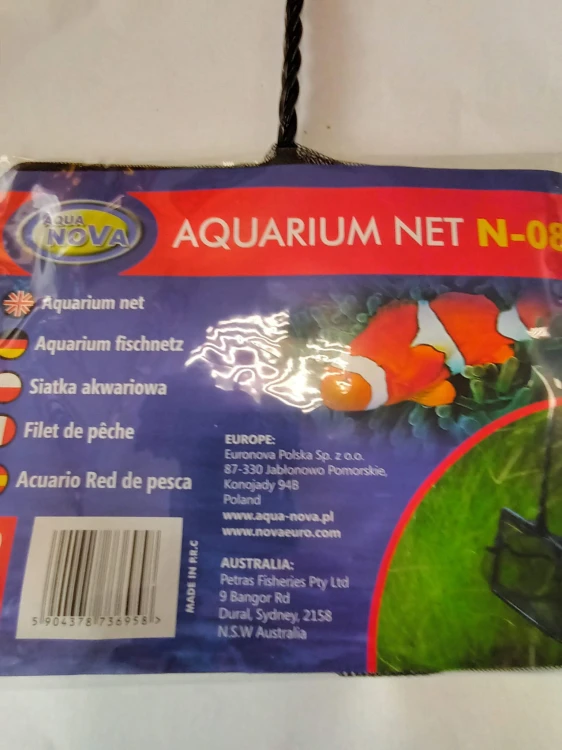 AQUA
NOVA
AQUARIUM NET N-08
Aquarium net
Aquarium fischnetz
Siatka akwariowa
Filet de pêche
Acuario Red de pesca
EUROPE:
Euronova Polska Sp. z o.o.
87-330 Jabłonowo Pomorskie,
Konojady 94B
Poland
www.aqua-nova.pl
www.novaeuro.com
AUSTRALIA:
Petras Fisheries Pty Ltd
9 Bangor Rd
Dural, Sydney, 2158
N.S.W Australia
MADE IN P.R.C
5 904378 736958 >